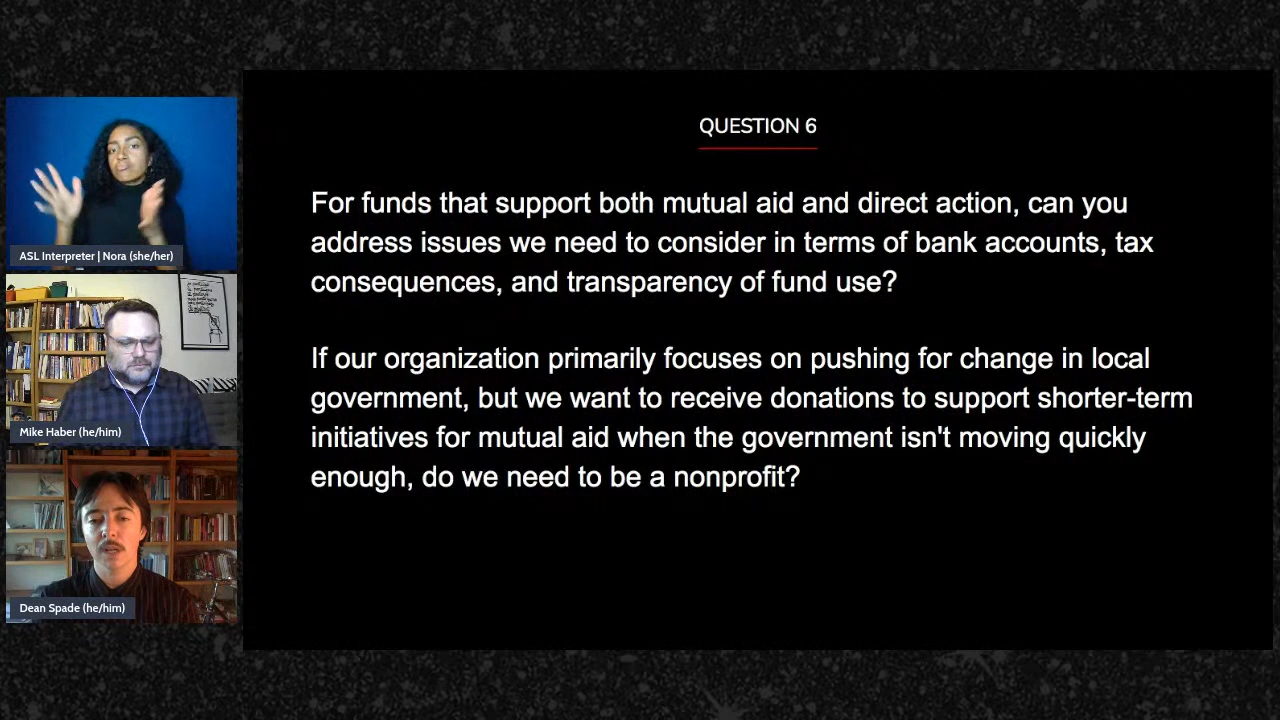 QUESTION 6
For funds that support both mutual aid and direct action, can you
address issues we need to consider in terms of bank accounts, tax
consequences, and transparency of fund use?
If our organization primarily focuses on pushing for change in local
government, but we want to receive donations to support shorter-term
initiatives for mutual aid when the government isn't moving quickly
enough, do we need to be a nonprofit?
ASL Interpreter | Nora (she/her)
Mike Haber (he/him)
Dean Spade (he/him)